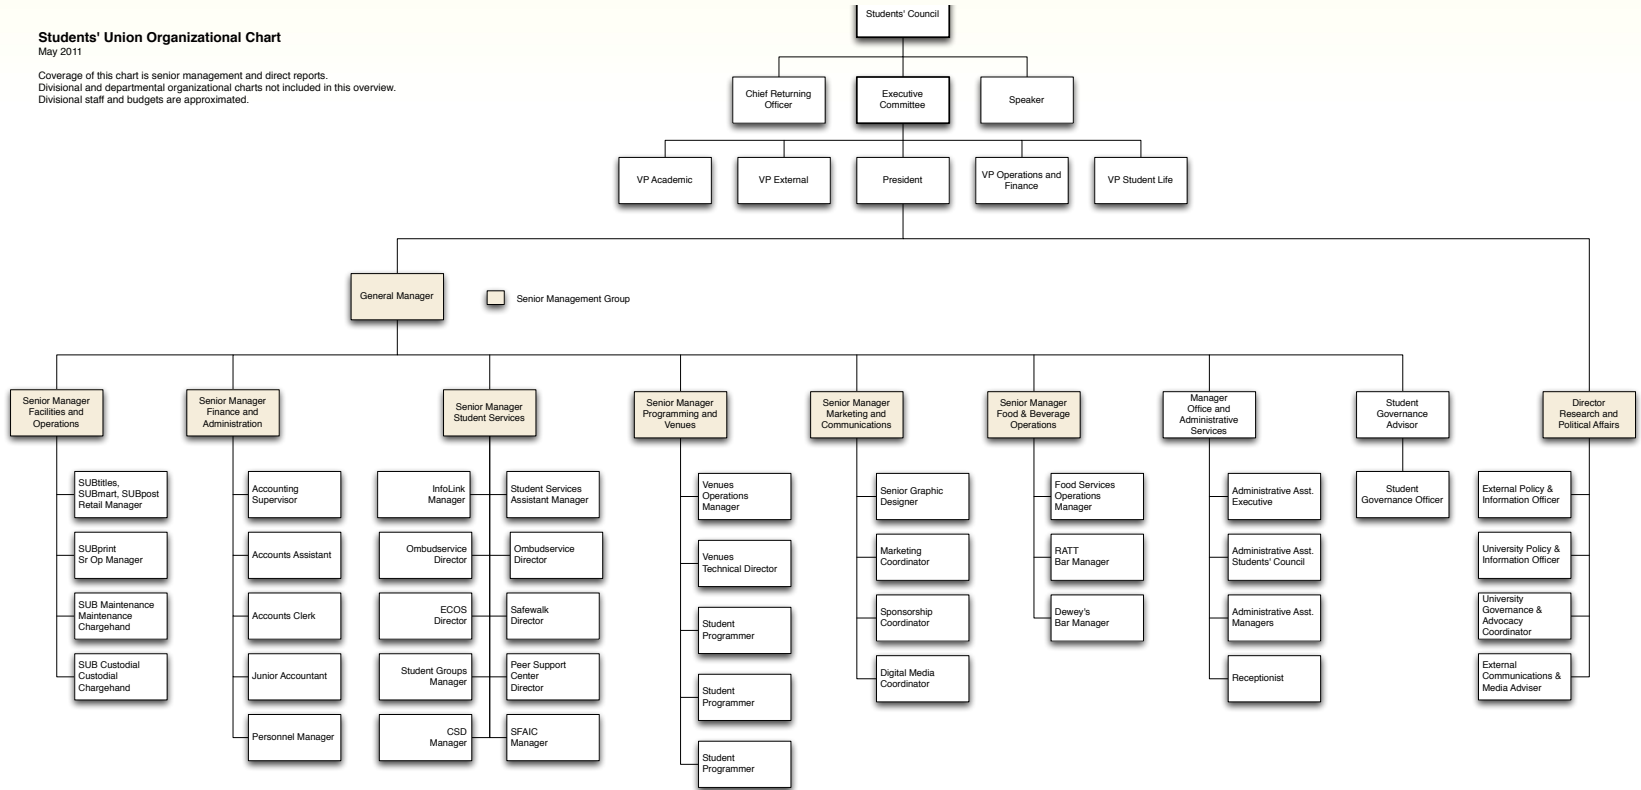 Students' Council
Students' Union Organizational Chart
May 2011
Coverage of this chart is senior management and direct reports.
Divisional and departmental organizational charts not included in this overview.
Divisional staff and budgets are approximated.
Chief Returning
Officer
Executive
Committee
Speaker
VP Academic
VP External
President
VP Operations and
Finance
VP Student Life
General Manager
Senior Management Group
Senior Manager
Facilities and
Operations
Senior Manager
Finance and
Administration
Senior Manager
Student Services
Senior Manager
Programming and
Venues
Senior Manager
Marketing and
Communications
Senior Manager
Food & Beverage
Operations
Manager
Office and
Administrative
Services
Student
Governance
Advisor
Director
Research and
Political Affairs
SUBtitles,
SUBmart, SUBpost
Retail Manager
SUBprint
Sr Op Manager
SUB Maintenance
Maintenance
Chargehand
SUB Custodial
Custodial
Chargehand
Accounting
Supervisor
Accounts Assistant
Accounts Clerk
Junior Accountant
Personnel Manager
InfoLink
Manager
Ombudservice
Director
ECOS
Director
Student Groups
Manager
CSD
Manager
Student Services
Assistant Manager
Ombudservice
Director
Safewalk
Director
Peer Support
Center
Director
SFAIC
Manager
Venues
Operations
Manager
Venues
Technical Director
Student
Programmer
Student
Programmer
Student
Programmer
Senior Graphic
Designer
Marketing
Coordinator
Sponsorship
Coordinator
Digital Media
Coordinator
Food Services
Operations
Manager
RATT
Bar Manager
Dewey's
Bar Manager
Administrative Asst.
Executive
Administrative Asst.
Students' Council
Administrative Asst.
Managers
Receptionist
Student
Governance Officer
External Policy &
Information Officer
University Policy &
Information Officer
University
Governance &
Advocacy
Coordinator
External
Communications &
Media Adviser